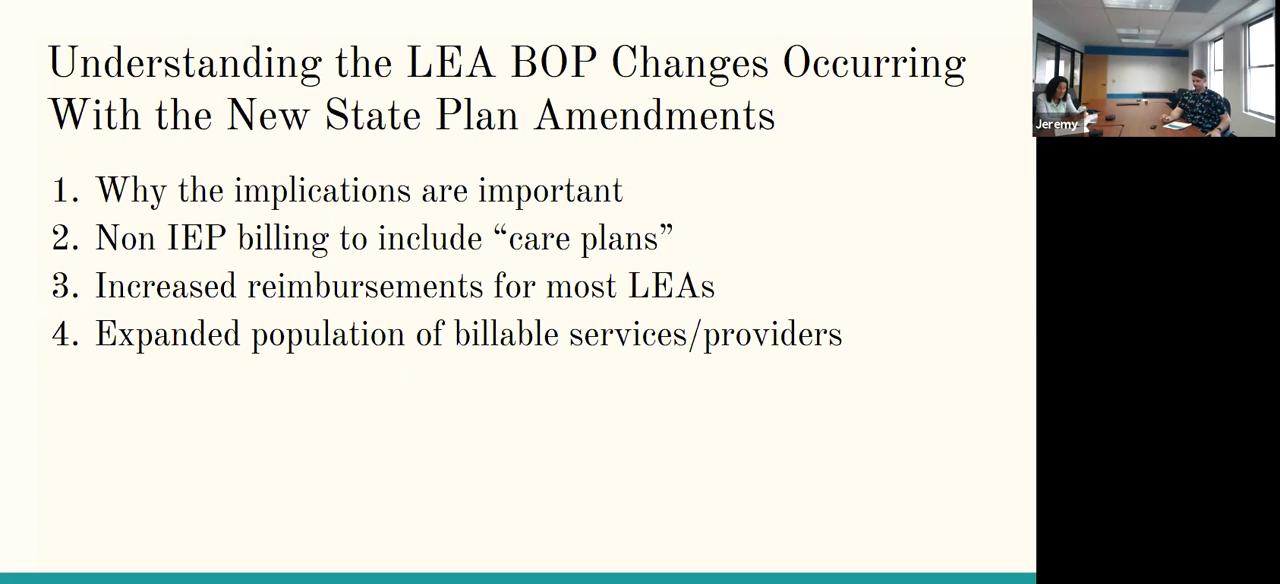 Understanding the LEA BOP Changes Occurring
With the New State Plan Amendments
1. Why the implications are important
2. Non IEP billing to include “care plans”
3. Increased reimbursements for most LEAs
4. Expanded population of billable services/providers
Jeremy